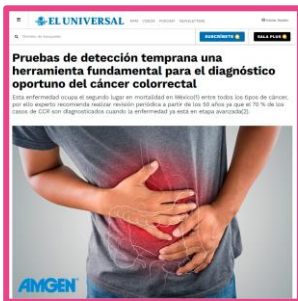 EL UNIVERSAL
SUSCRÍBETE
PLUS
Pruebas de detección temprana una
herramienta fundamental para el diagnóstico
oportuno del cáncer colorrectal
Esta enfermedad ocupa el segundo lugar en mortalidad en México(1) entre todos los tipos de cáncer,
por ello experto recomienda realizar revisión periódica a partir de los 50 años ya que el 70 % de los
casos de CCR son diagnosticados cuando la enfermedad ya está en etapa avanzada(2).
AMGEN